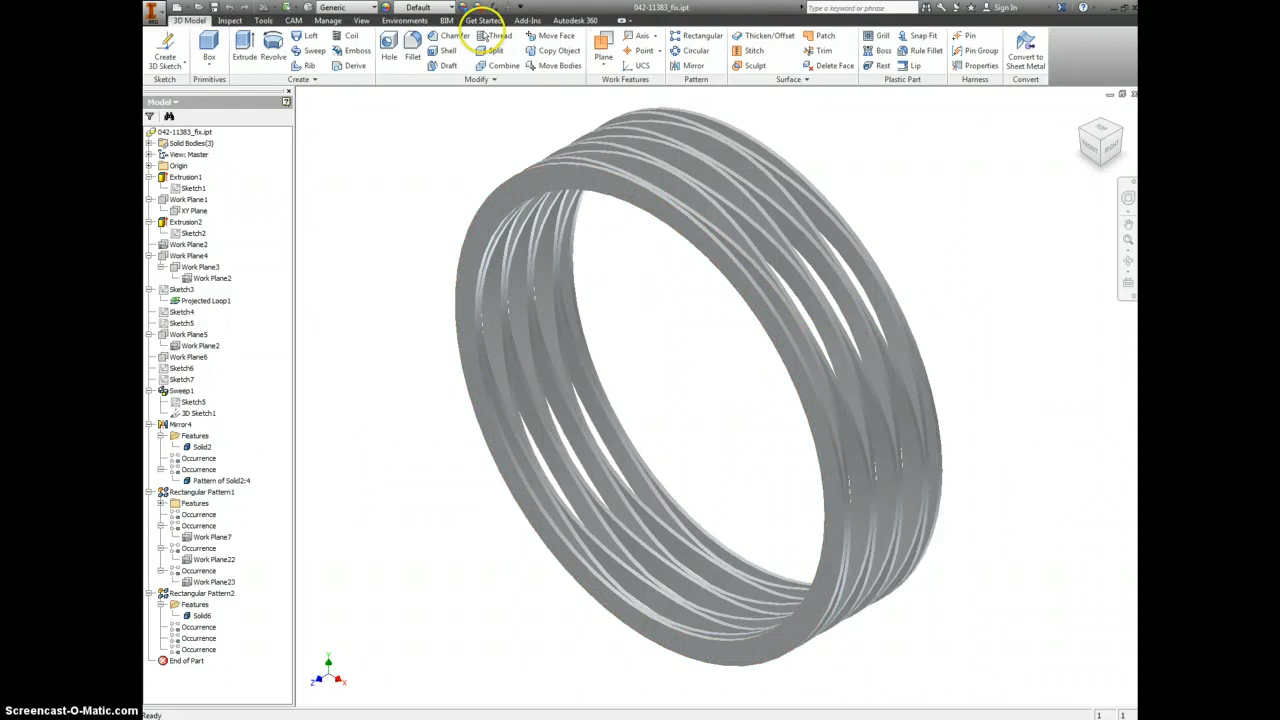 Generic Default 042-11383_fix.ipt Type a keyword or phrase Sign In
PRO 3D Model Inspect Tools CAM Manage View Environments BIM Get Started Add-Ins Autodesk 360
Loft Coil Chamfer Thread Move Face Axis Rectangular Thicken/Offset Patch Grill Snap Fit Pin
Create 3D Sketch Box Extrude Revolve Sweep Emboss Hole Fillet Shell Split Copy Object Plane Point Circular Stitch Trim Boss Rule Fillet Pin Group Convert to Sheet Metal
Rib Derive Draft Combine Move Bodies UCS Mirror Sculpt Delete Face Rest Lip Properties
Sketch Primitives Create Modify Work Features Pattern Surface Plastic Part Harness Convert
Model
TOP
FRONT RIGHT
042-11383_fix.ipt
Solid Bodies(3)
View: Master
Origin
Extrusion1
Sketch1
Work Plane1
XY Plane
Extrusion2
Sketch2
Work Plane2
Work Plane4
Work Plane3
Work Plane2
Sketch3
Projected Loop1
Sketch4
Sketch5
Work Plane5
Work Plane2
Work Plane6
Sketch6
Sketch7
Sweep1
Sketch5
3D Sketch1
Mirror4
Features
Solid2
Occurrence
Occurrence
Pattern of Solid2:4
Rectangular Pattern1
Features
Occurrence
Occurrence
Work Plane7
Occurrence
Work Plane22
Occurrence
Work Plane23
Rectangular Pattern2
Features
Solid6
Occurrence
Occurrence
Occurrence
End of Part
Y
Z X
Screencast-O-Matic.com
Ready 1 1